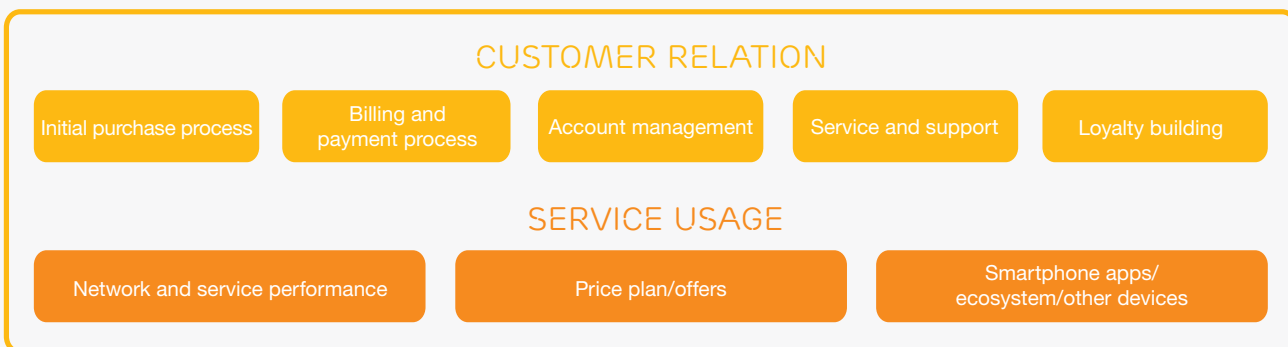 CUSTOMER RELATION
Initial purchase process
Billing and
payment process
Account management
Service and support
Loyalty building
SERVICE USAGE
Network and service performance
Price plan/offers
Smartphone apps/
ecosystem/other devices